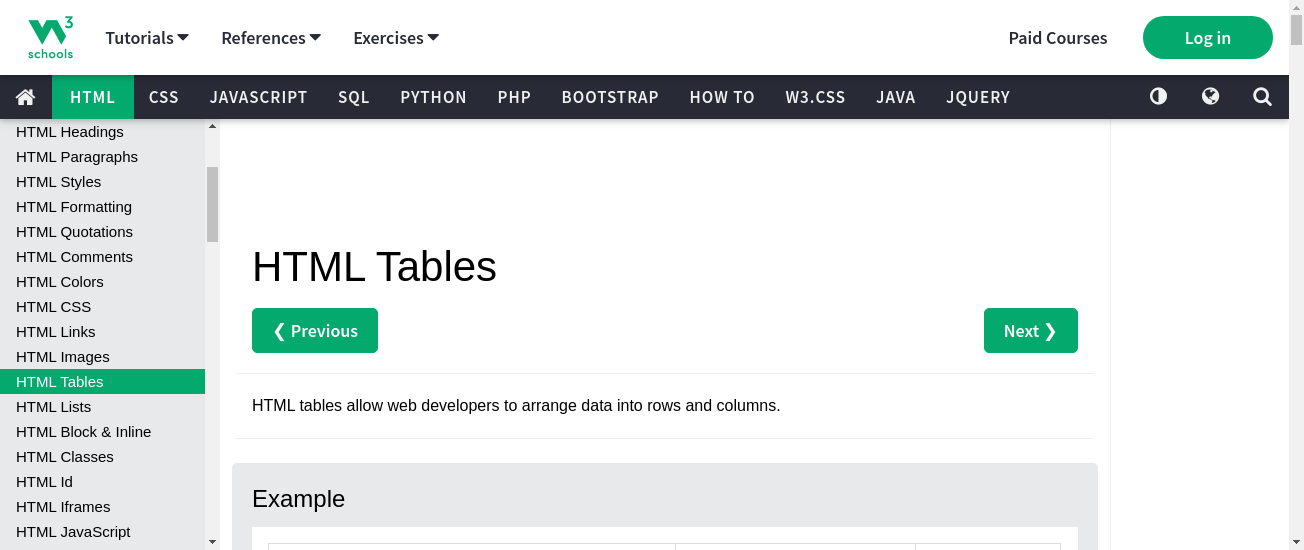 3
schools
Tutorials
References
Exercises
Paid Courses
Log in
HTML
CSS
JAVASCRIPT
SQL
PYTHON
PHP
BOOTSTRAP
HOW TO
W3.CSS
JAVA
JQUERY
HTML Headings
HTML Paragraphs
HTML Styles
HTML Formatting
HTML Quotations
HTML Comments
HTML Colors
HTML CSS
HTML Links
HTML Images
HTML Tables
HTML Lists
HTML Block & Inline
HTML Classes
HTML Id
HTML Iframes
HTML JavaScript
HTML Tables
❮ Previous
Next ❯
HTML tables allow web developers to arrange data into rows and columns.
Example